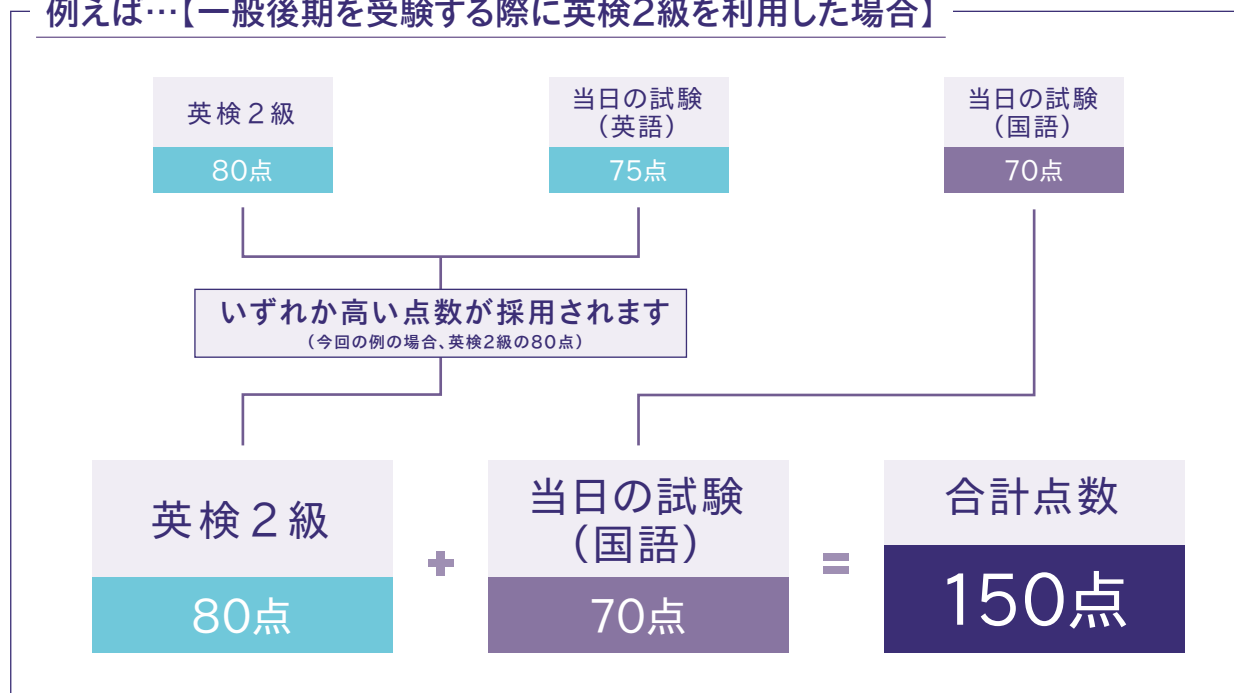 例えば…【一般後期を受験する際に英検2級を利用した場合】
英検2級
80点
当日の試験
(英語)
75点
当日の試験
(国語)
70点
いずれか高い点数が採用されます
(今回の例の場合、英検2級の80点)
英検2級
80点
+
当日の試験
(国語)
70点
=
合計点数
150点